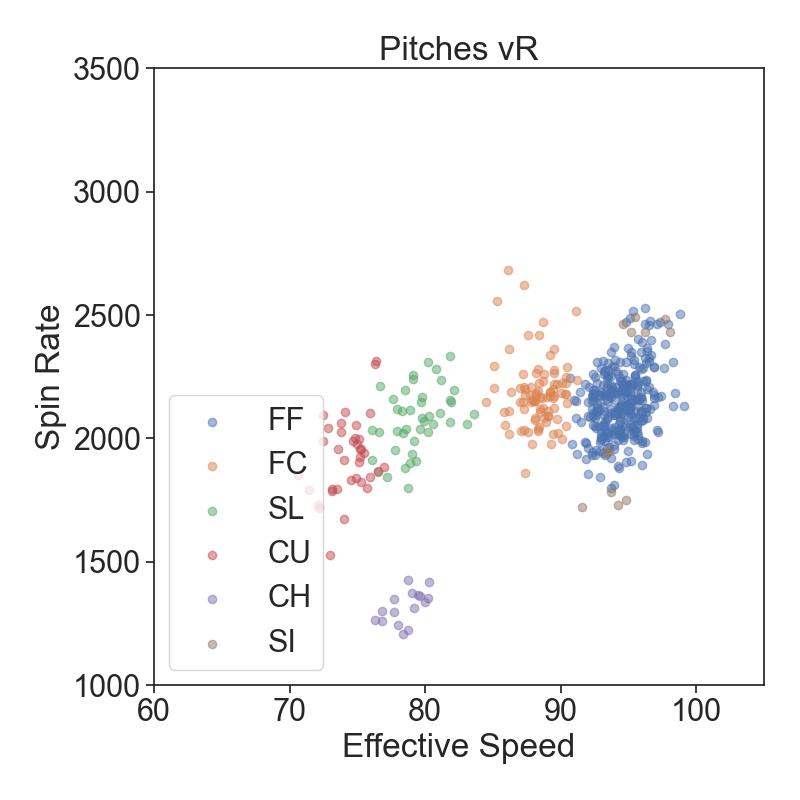 Pitches vR
3500
3000
2500
2000
1500
1000
Spin Rate
FF
FC
SL
CU
CH
SI
60
70
80
90
100
Effective Speed